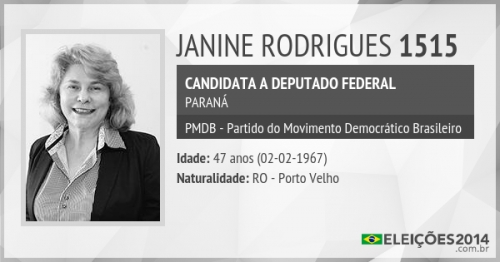 JANINE RODRIGUES 1515
CANDIDATA A DEPUTADO FEDERAL
PARANÁ
PMDB - Partido do Movimento Democrático Brasileiro
Idade: 47 anos (02-02-1967)
Naturalidade: RO - Porto Velho
ELEIÇÕES2014
.com.br